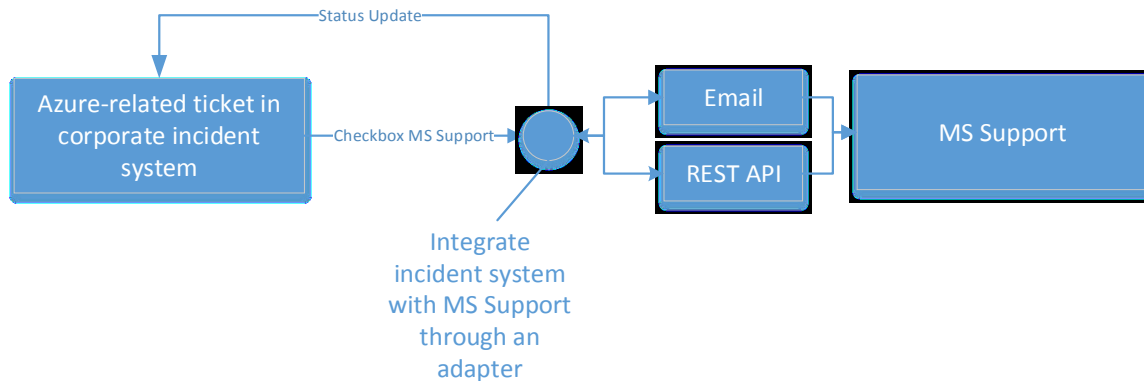 Status Update
Azure-related ticket in
corporate incident
system
Checkbox MS Support
Email
REST API
MS Support
Integrate
incident system
with MS Support
through an
adapter